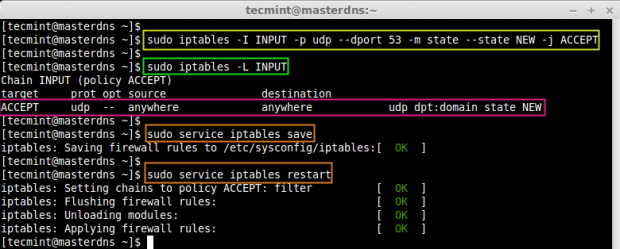 tecmint@masterdns:~
[tecmint@masterdns ~]$
[tecmint@masterdns ~]$ sudo iptables -I INPUT -p udp --dport 53 -m state --state NEW -j ACCEPT
[tecmint@masterdns ~]$
[tecmint@masterdns ~]$ sudo iptables -L INPUT
Chain INPUT (policy ACCEPT)
target     prot opt source               destination
ACCEPT     udp  --  anywhere             anywhere            udp dpt:domain state NEW
[tecmint@masterdns ~]$
[tecmint@masterdns ~]$ sudo service iptables save
iptables: Saving firewall rules to /etc/sysconfig/iptables:[  OK  ]
[tecmint@masterdns ~]$
[tecmint@masterdns ~]$ sudo service iptables restart
iptables: Setting chains to policy ACCEPT: filter          [  OK  ]
iptables: Flushing firewall rules:                         [  OK  ]
iptables: Unloading modules:                               [  OK  ]
iptables: Applying firewall rules:                         [  OK  ]
[tecmint@masterdns ~]$